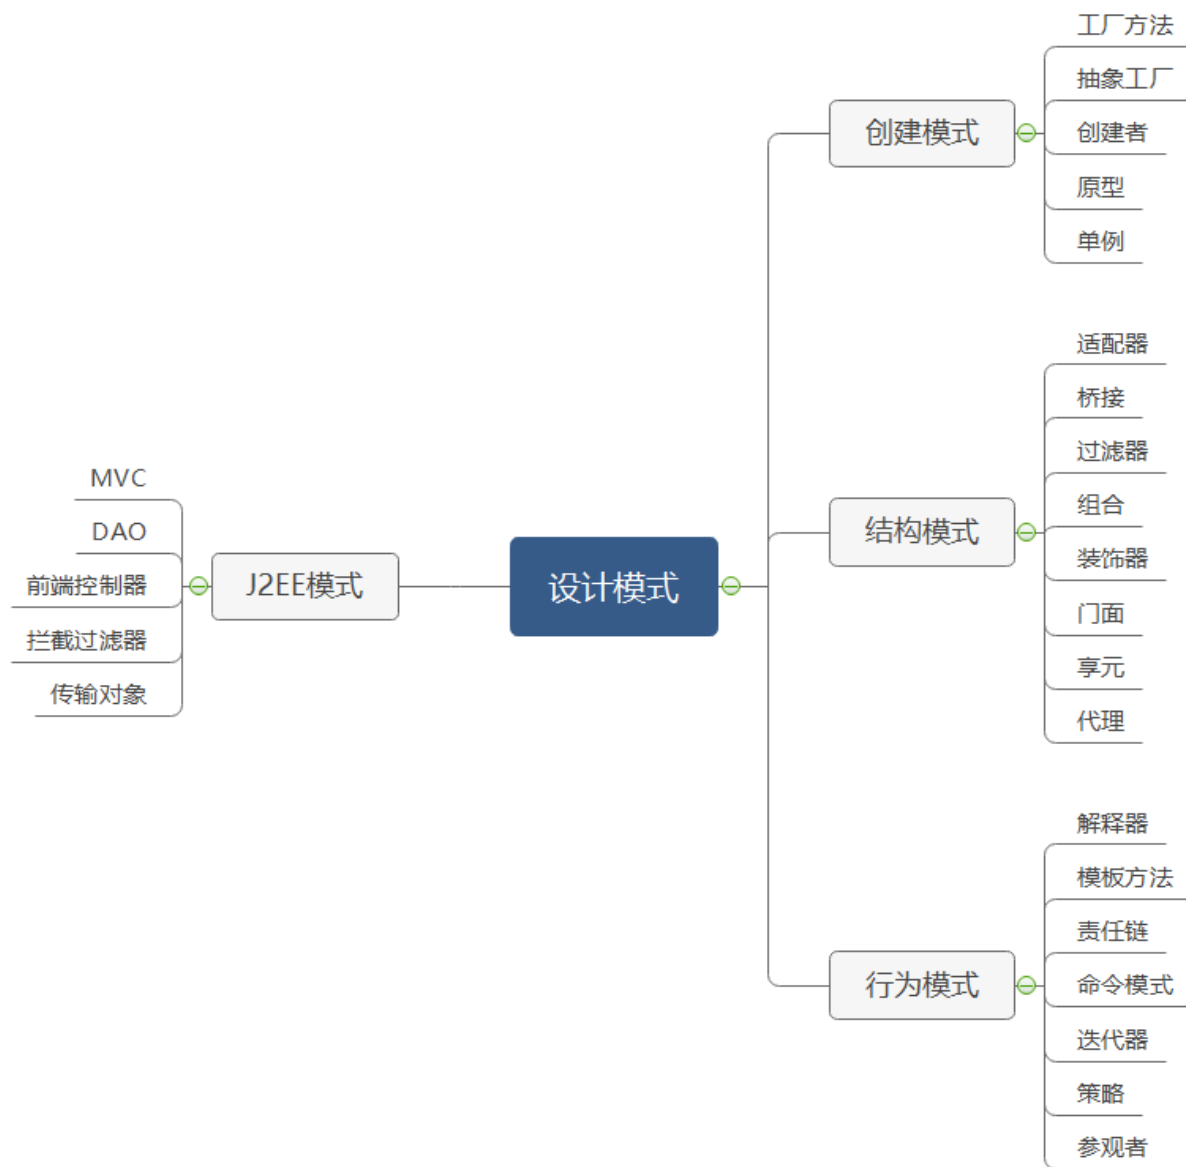 设计模式
创建模式
工厂方法
抽象工厂
创建者
原型
单例
结构模式
适配器
桥接
过滤器
组合
装饰器
门面
享元
代理
行为模式
解释器
模板方法
责任链
命令模式
迭代器
策略
参观者
J2EE模式
MVC
DAO
前端控制器
拦截过滤器
传输对象